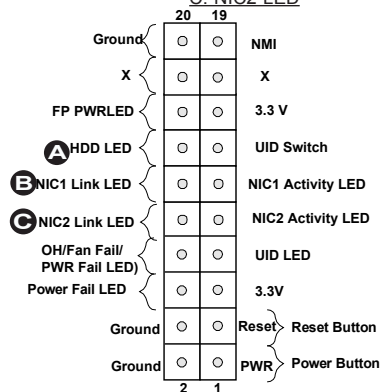 C. NIC2 LED
20 19
Ground NMI
X X
FP PWRLED 3.3 V
A HDD LED UID Switch
B NIC1 Link LED NIC1 Activity LED
C NIC2 Link LED NIC2 Activity LED
OH/Fan Fail/
PWR Fail LED) UID LED
Power Fail LED 3.3V
Ground Reset Reset Button
Ground PWR Power Button
2 1